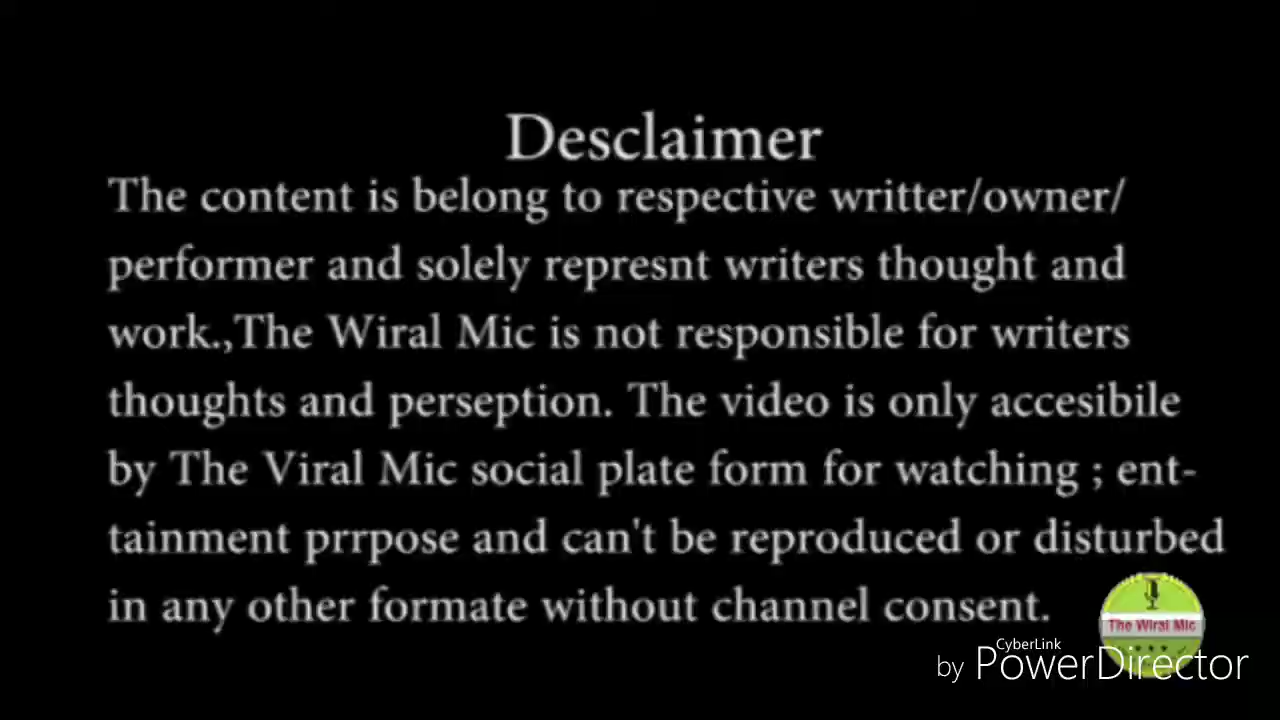 Desclaimer
The content is belong to respective writter/owner/
performer and solely represnt writers thought and
work.,The Wiral Mic is not responsible for writers
thoughts and perseption. The video is only accesibile
by The Viral Mic social plate form for watching ; ent-
tainment prrpose and can't be reproduced or disturbed
in any other formate without channel consent.
The Wiral Mic
CyberLink
by PowerDirector